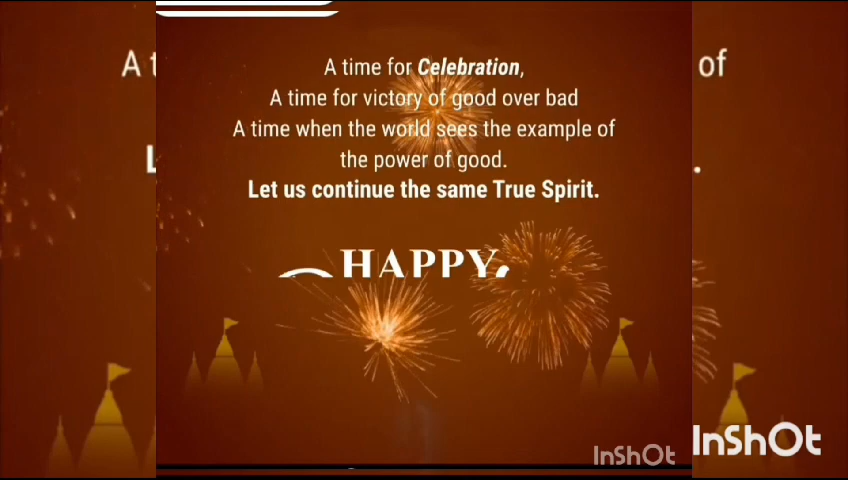 A time for Celebration,
A time for victory of good over bad
A time when the world sees the example of
the power of good.
Let us continue the same True Spirit.
HAPPY
InShOt
InShOt
A t
of
L
.